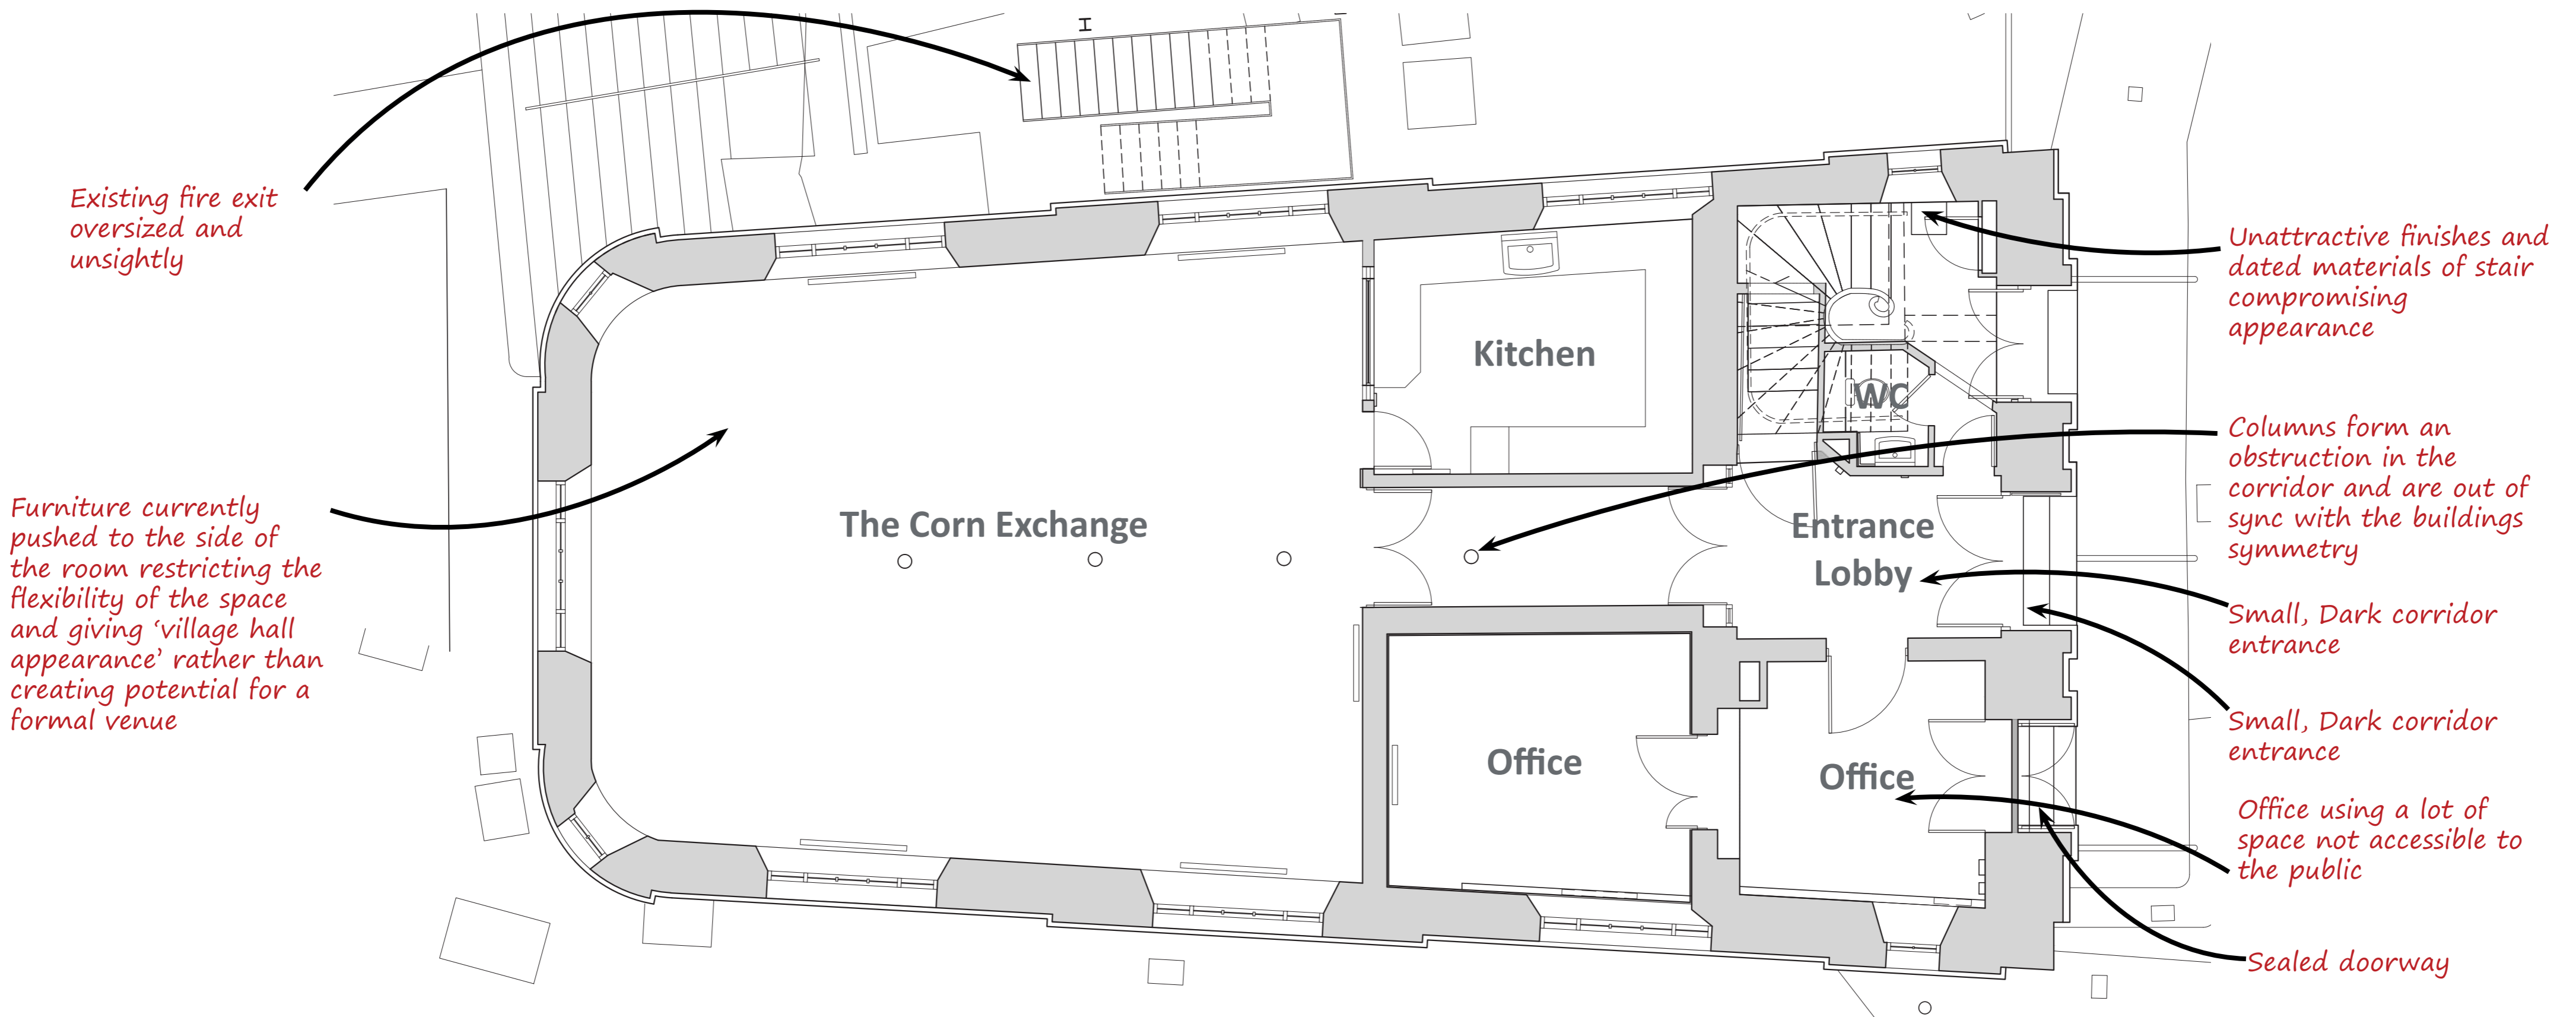 H
Existing fire exit
oversized and
unsightly
Furniture currently
pushed to the side of
the room restricting the
flexibility of the space
and giving ‘village hall
appearance’ rather than
creating potential for a
formal venue
The Corn Exchange
Kitchen
WC
Entrance
Lobby
Office
Office
Unattractive finishes and
dated materials of stair
compromising
appearance
Columns form an
obstruction in the
corridor and are out of
sync with the buildings
symmetry
Small, Dark corridor
entrance
Small, Dark corridor
entrance
Office using a lot of
space not accessible to
the public
Sealed doorway